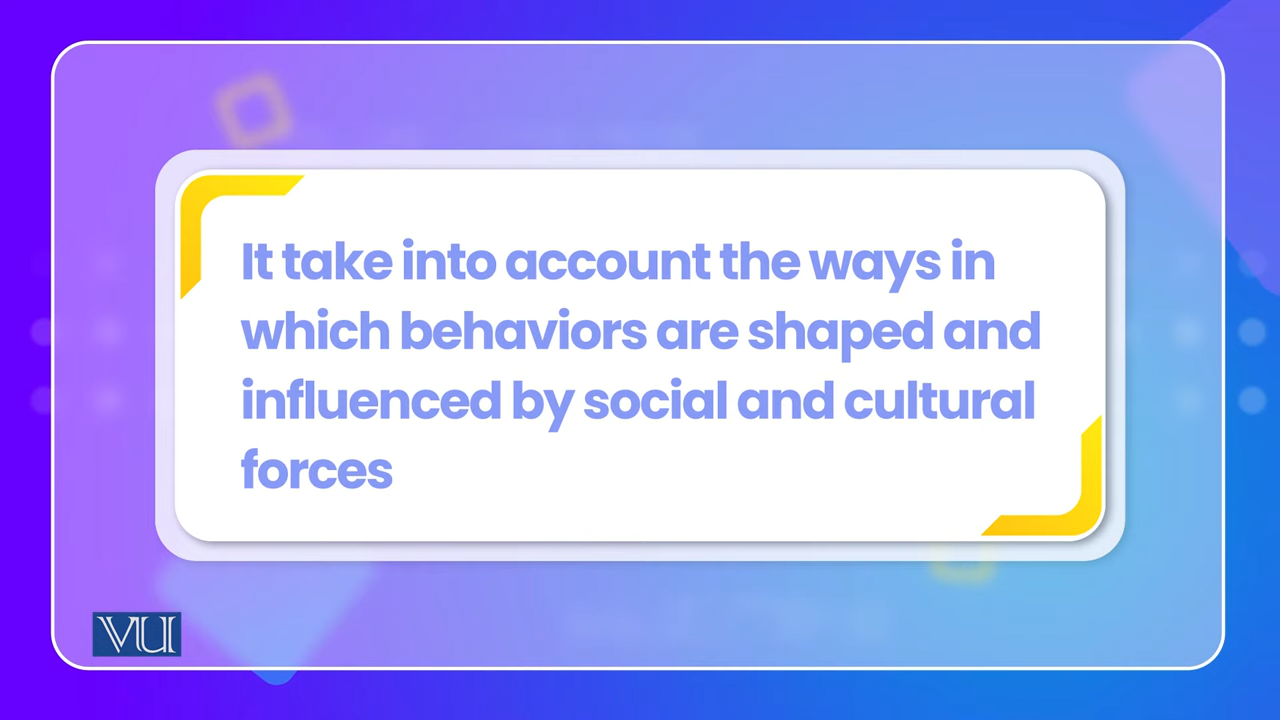 It take into account the ways in
which behaviors are shaped and
influenced by social and cultural
forces
VU